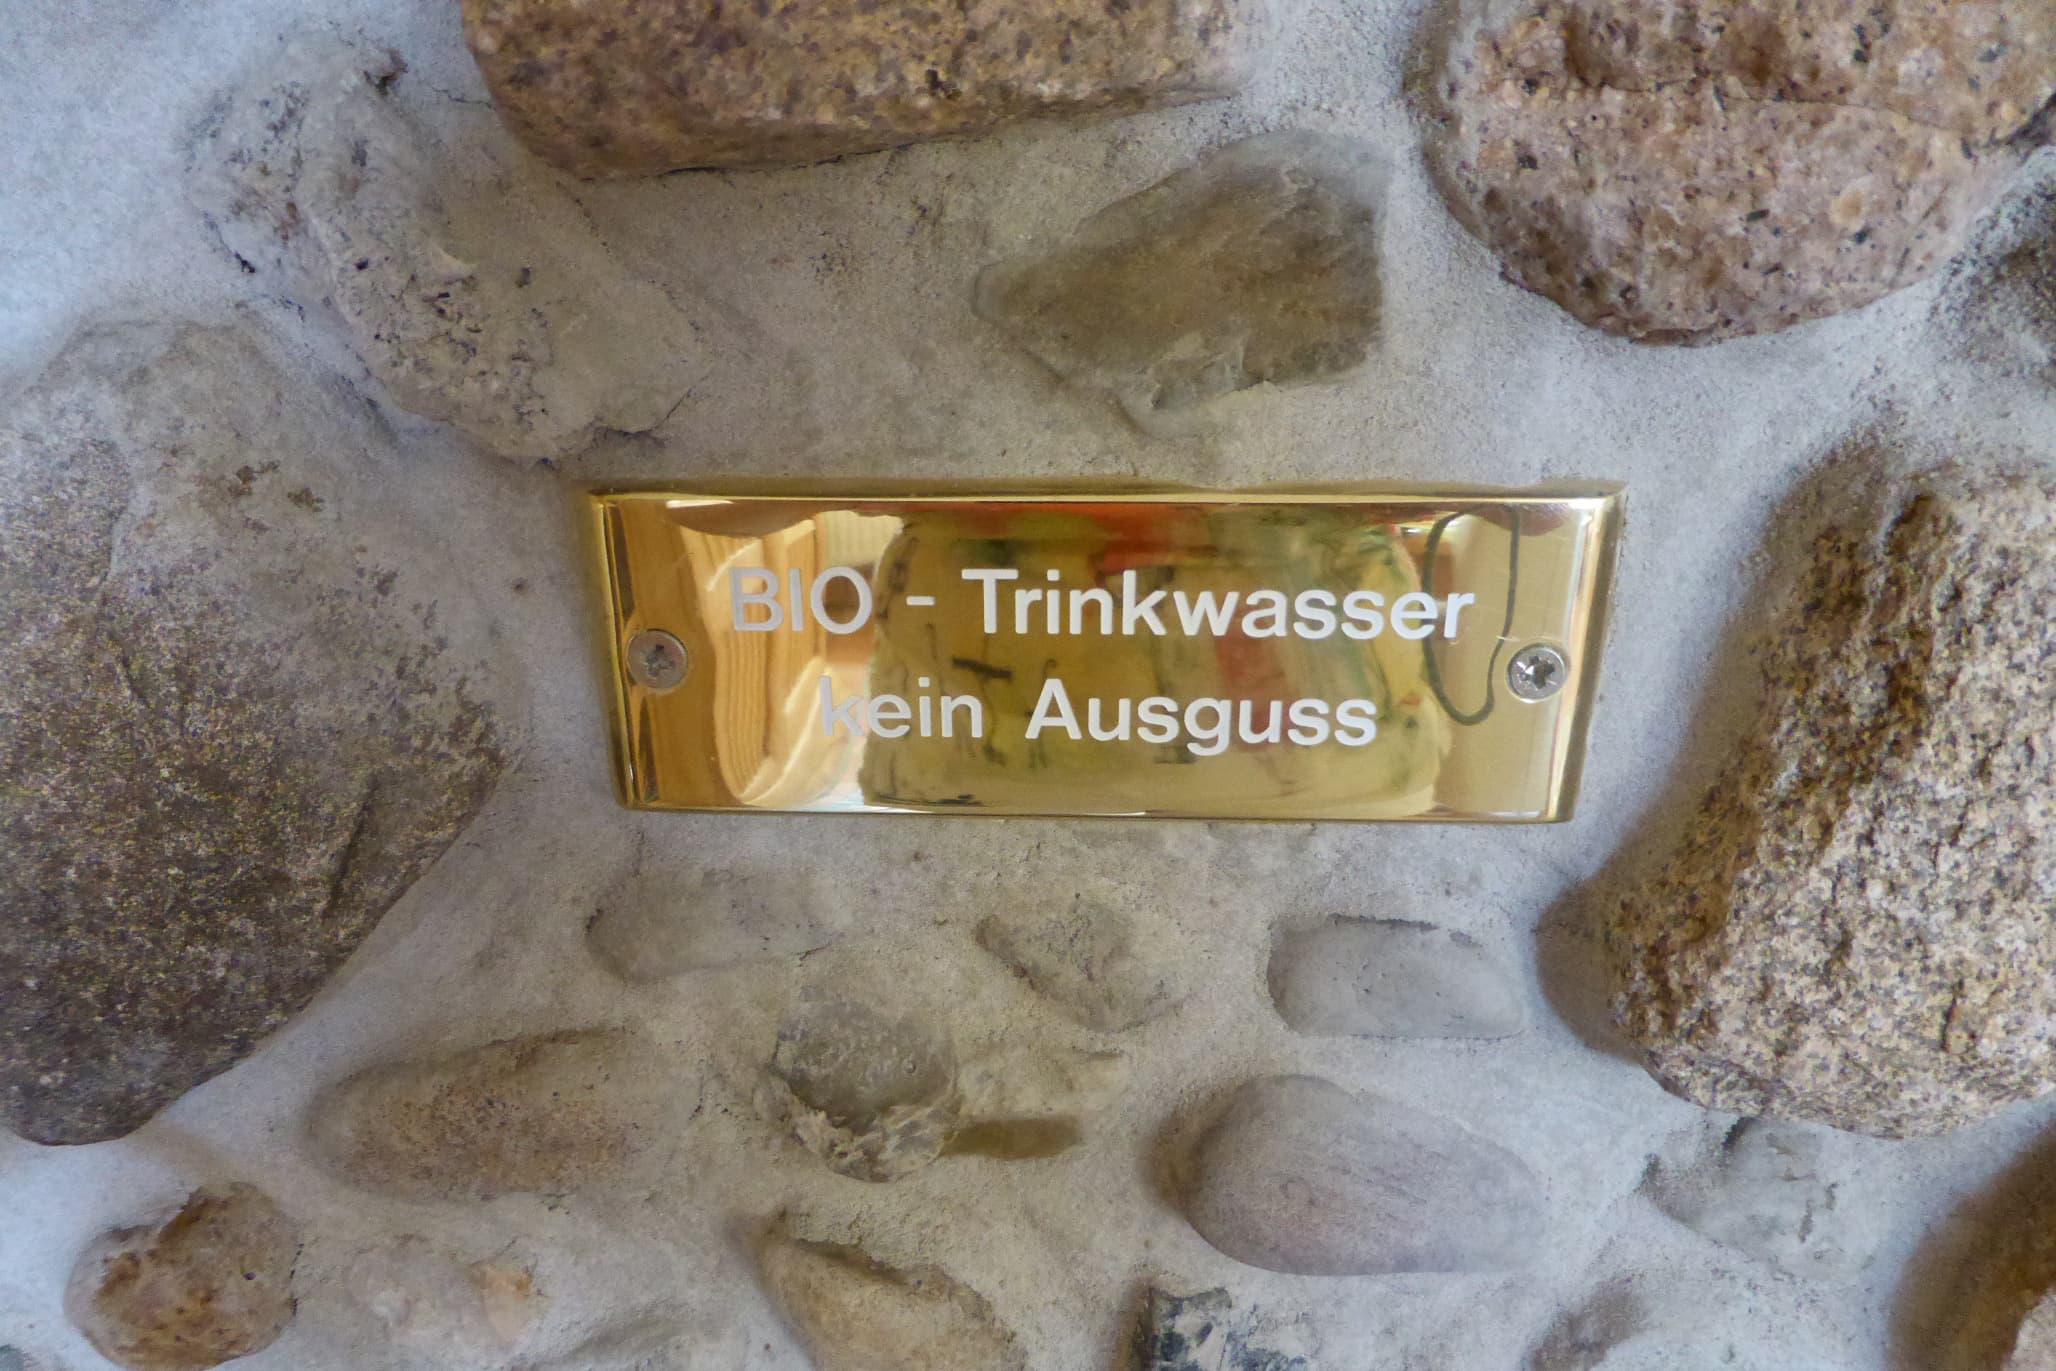 BIO - Trinkwasser
kein Ausguss